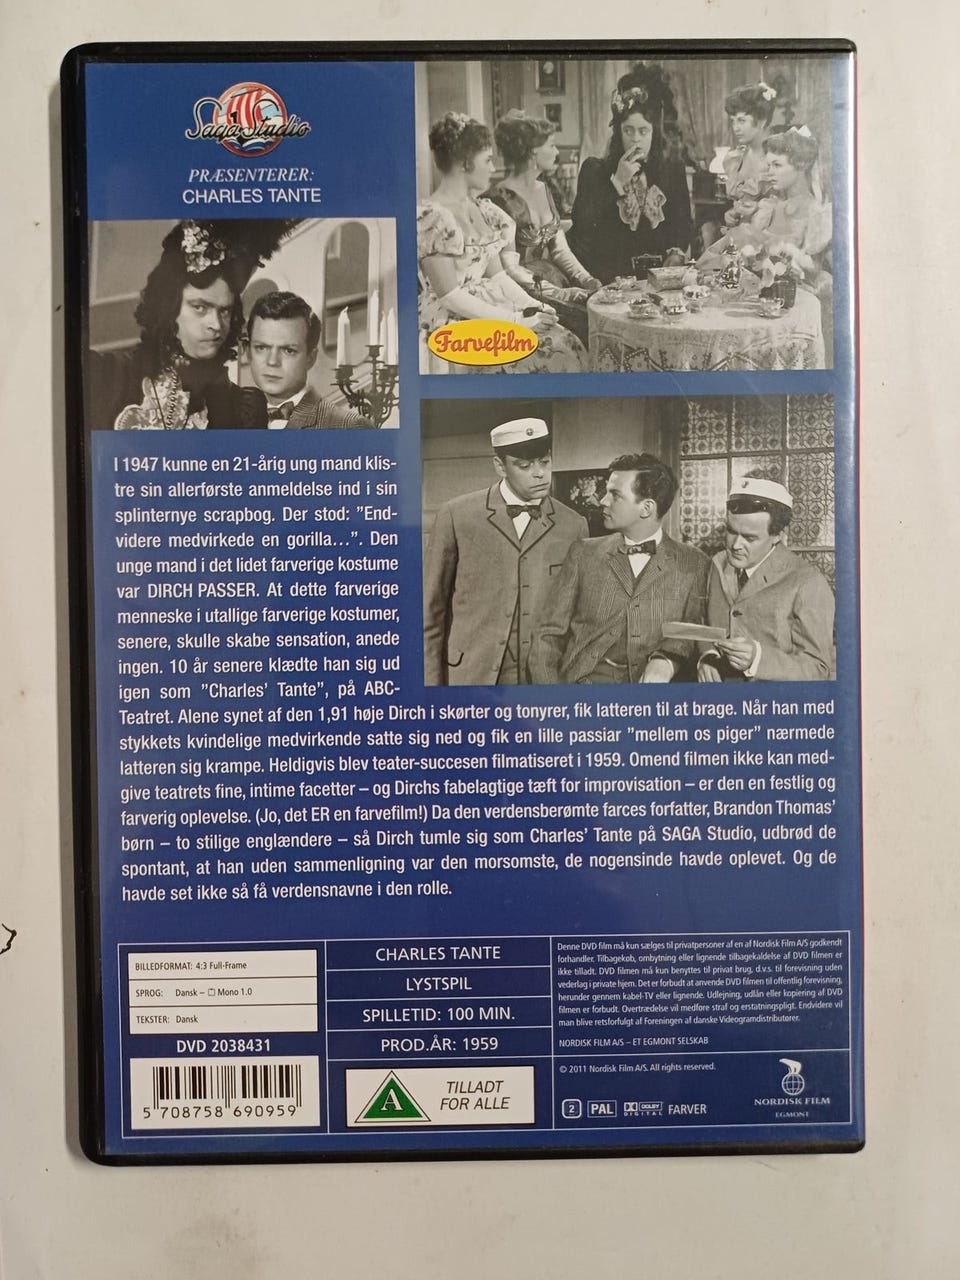 Saga Studio
PRÆSENTERER:
CHARLES TANTE
Farvefilm
I 1947 kunne en 21-årig ung mand klis-
tre sin allerførste anmeldelse ind i sin
splinternye scrapbog. Der stod: ”End-
videre medvirkede en gorilla...”. Den
unge mand i det lidet farverige kostume
var DIRCH PASSER. At dette farverige
menneske i utallige farverige kostumer,
senere, skulle skabe sensation, anede
ingen. 10 år senere klædte han sig ud
igen som ”Charles’ Tante”, på ABC-
Teatret. Alene synet af den 1,91 høje Dirch i skørter og tonyrer, fik latteren til at brage. Når han med
stykkets kvindelige medvirkende satte sig ned og fik en lille passiar ”mellem os piger” nærmede
latteren sig krampe. Heldigvis blev teater-succesen filmatiseret i 1959. Omend filmen ikke kan med-
give teatrets fine, intime facetter – og Dirchs fabelagtige tæft for improvisation – er den en festlig og
farverig oplevelse. (Jo, det ER en farvefilm!) Da den verdensberømte farces forfatter, Brandon Thomas’
børn – to stilige englændere – så Dirch tumle sig som Charles’ Tante på SAGA Studio, udbrød de
spontant, at han uden sammenligning var den morsomste, de nogensinde havde oplevet. Og de
havde set ikke så få verdensnavne i den rolle.
BILLEDFORMAT: 4:3 Full-Frame
SPROG: Dansk – Mono 1.0
TEKSTER: Dansk
DVD 2038431
5 708758 690959
CHARLES TANTE
LYSTSPIL
SPILLETID: 100 MIN.
PROD.ÅR: 1959
A
TILLADT
FOR ALLE
Denne DVD film må kun sælges til privatpersoner af en af Nordisk Film A/S godkendt
forhandler. Tilbagekøb, ombytning eller lignende tilbagekaldelse af DVD filmen er
ikke tilladt. DVD filmen må kun benyttes til privat brug, d.v.s. til forevisning uden
vederlag i private hjem. Det er forbudt at anvende DVD filmen til offentlig forevisning,
herunder gennem kabel-TV eller lignende. Udlejning, udlån eller kopiering af DVD
filmen er forbudt. Overtrædelse vil medføre straf og erstatningspligt. Endvidere vil
man blive retsforfulgt af Foreningen af danske Videogramdistributører.
NORDISK FILM A/S – ET EGMONT SELSKAB
© 2011 Nordisk Film A/S. All rights reserved.
2 PAL DOLBY DIGITAL FARVER
NORDISK FILM
EGMONT